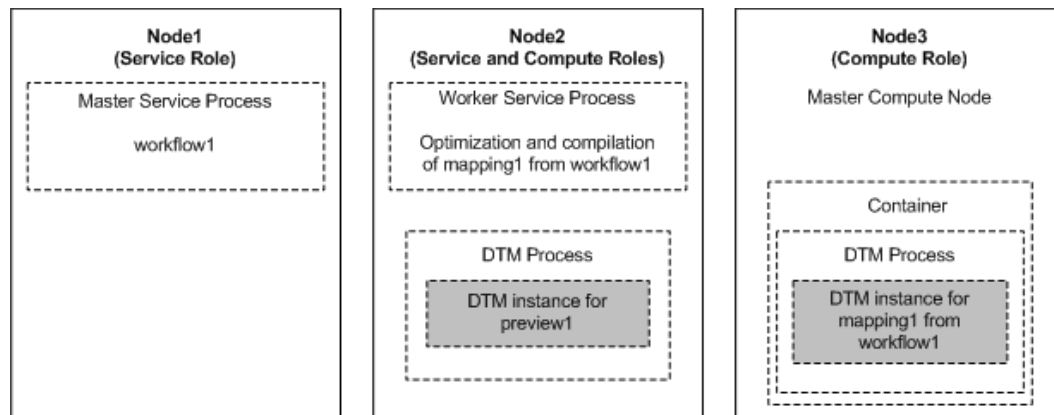 Node1
(Service Role)
Master Service Process
workflow1
Node2
(Service and Compute Roles)
Worker Service Process
Optimization and compilation
of mapping1 from workflow1
DTM Process
DTM instance for
preview1
Node3
(Compute Role)
Master Compute Node
Container
DTM Process
DTM instance for
mapping1 from
workflow1